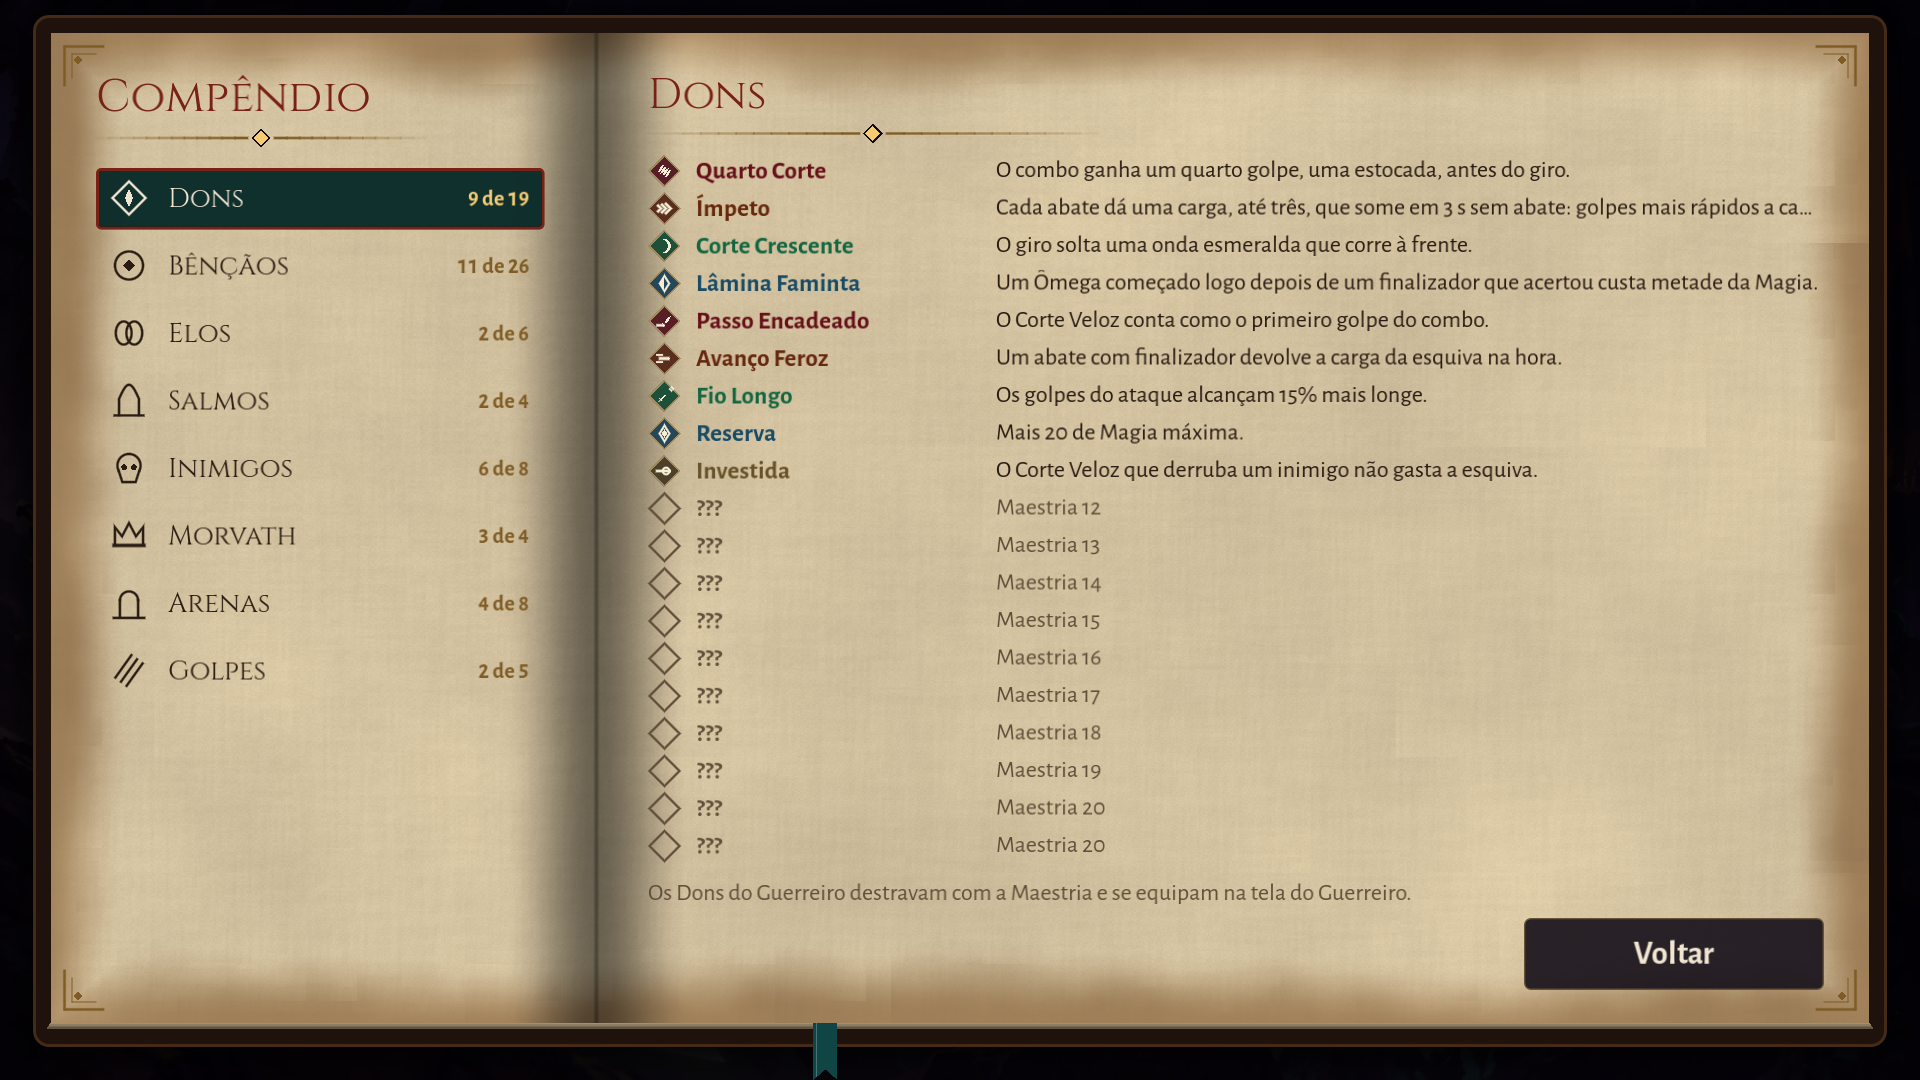 Compêndio
Dons 9 de 19
Bênçãos 11 de 26
Elos 2 de 6
Salmos 2 de 4
Inimigos 6 de 8
Morvath 3 de 4
Arenas 4 de 8
Golpes 2 de 5
Dons
Quarto Corte O combo ganha um quarto golpe, uma estocada, antes do giro.
Ímpeto Cada abate dá uma carga, até três, que some em 3 s sem abate: golpes mais rápidos a ca...
Corte Crescente O giro solta uma onda esmeralda que corre à frente.
Lâmina Faminta Um Ômega começado logo depois de um finalizador que acertou custa metade da Magia.
Passo Encadeado O Corte Veloz conta como o primeiro golpe do combo.
Avanço Feroz Um abate com finalizador devolve a carga da esquiva na hora.
Fio Longo Os golpes do ataque alcançam 15% mais longe.
Reserva Mais 20 de Magia máxima.
Investida O Corte Veloz que derruba um inimigo não gasta a esquiva.
??? Maestria 12
??? Maestria 13
??? Maestria 14
??? Maestria 15
??? Maestria 16
??? Maestria 17
??? Maestria 18
??? Maestria 19
??? Maestria 20
??? Maestria 20
Os Dons do Guerreiro destravam com a Maestria e se equipam na tela do Guerreiro.
Voltar